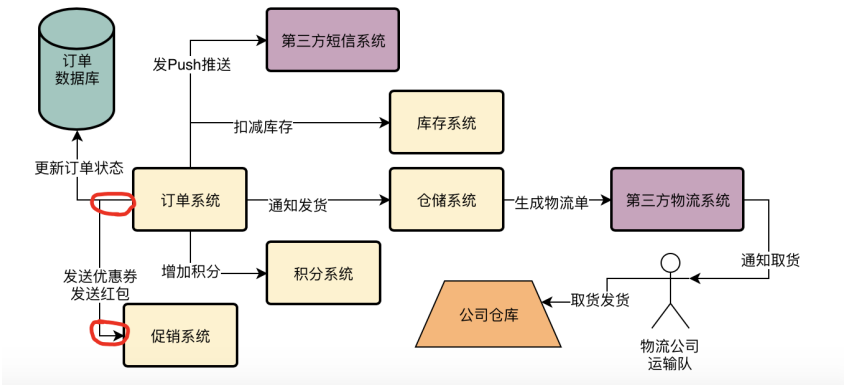 订单
数据库
第三方短信系统
发Push推送
扣减库存
库存系统
更新订单状态
订单系统
通知发货
仓储系统
生成物流单
第三方物流系统
发送优惠券
发送红包
增加积分
积分系统
通知取货
促销系统
公司仓库
取货发货
物流公司
运输队